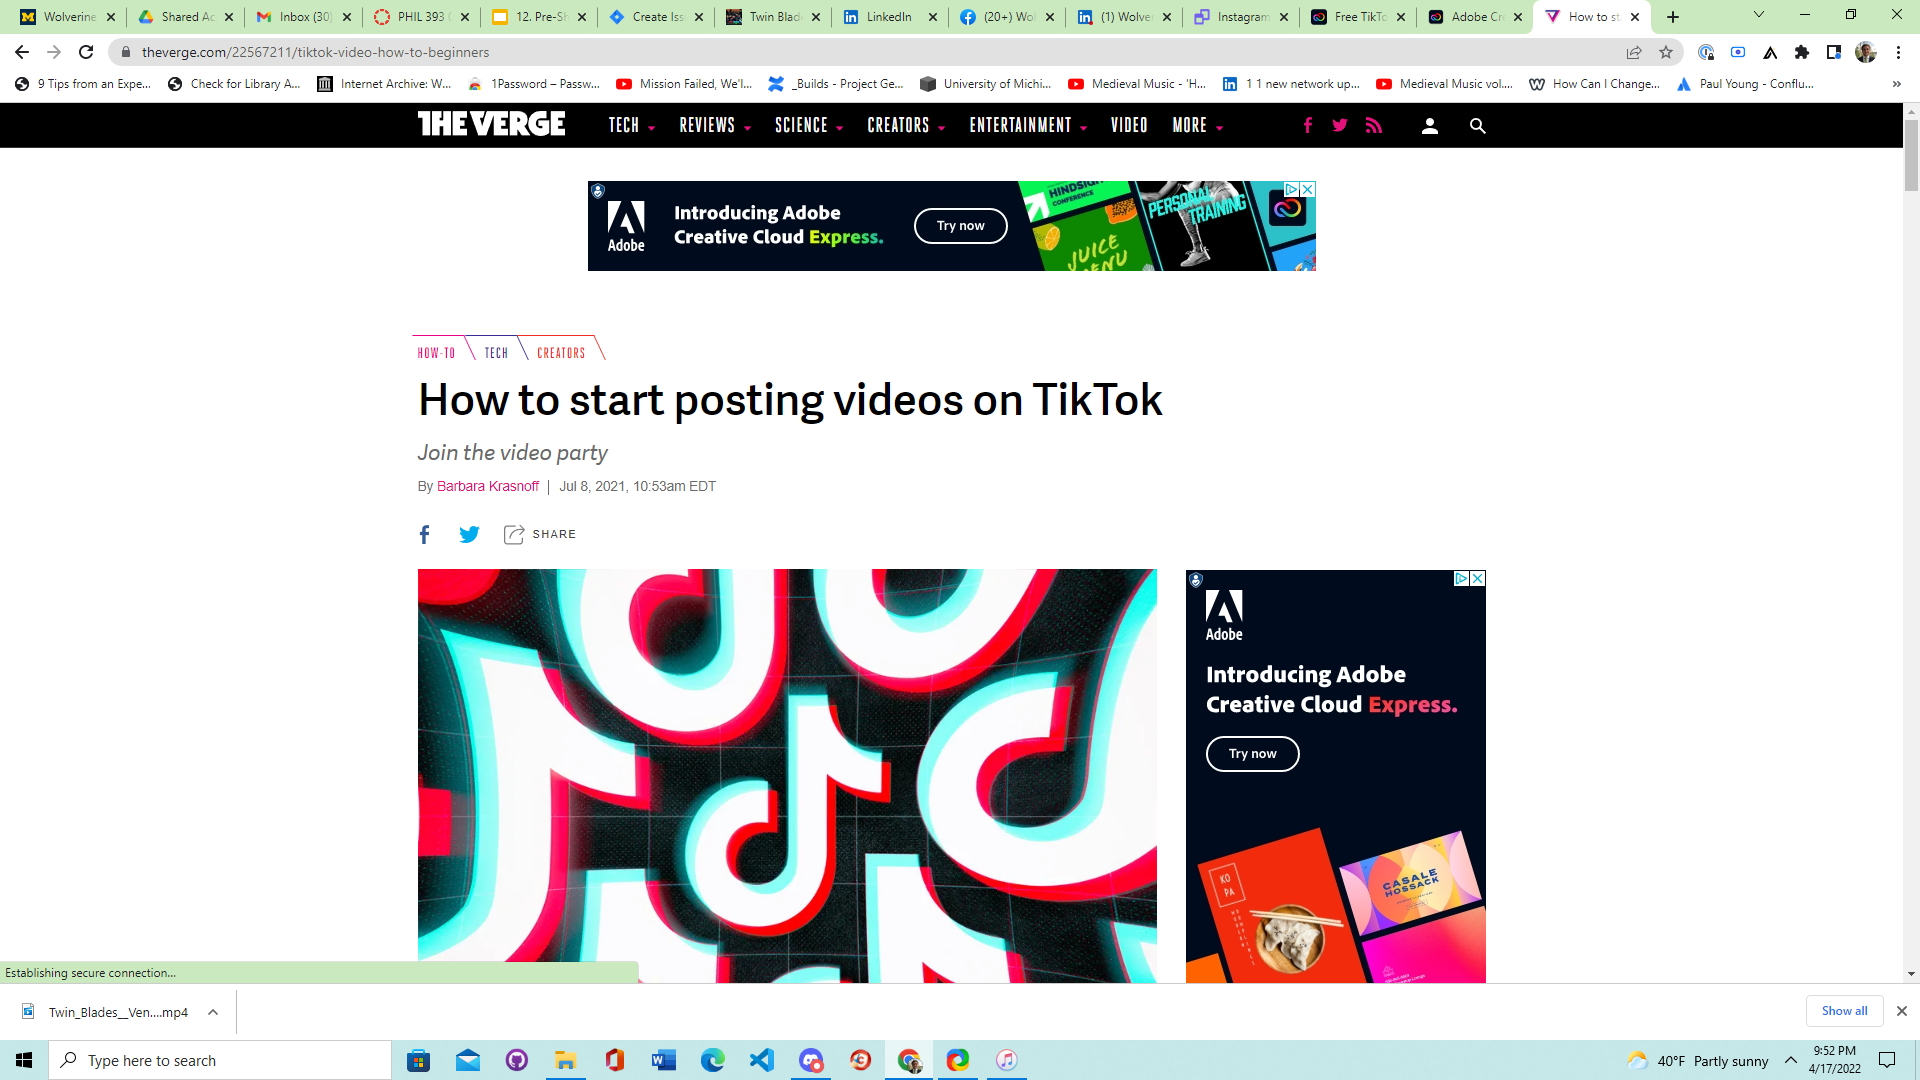 Wolverine
Shared Ac
Inbox (30)
PHIL 393 C
12. Pre-Sh
Create Iss
Twin Blad
LinkedIn
(20+) Wol
(1) Wolver
Instagram
Free TikTo
Adobe Cr
How to st
theverge.com/22567211/tiktok-video-how-to-beginners
9 Tips from an Expe...
Check for Library A...
Internet Archive: W...
1Password – Passw...
Mission Failed, We'l...
_Builds - Project Ge...
University of Michi...
Medieval Music - 'H...
1 1 new network up...
Medieval Music vol....
How Can I Change...
Paul Young - Conflu...
»
THE VERGE
TECH
REVIEWS
SCIENCE
CREATORS
ENTERTAINMENT
VIDEO
MORE
Adobe
Introducing Adobe
Creative Cloud Express.
Try now
HINDSIGHT
CONFERENCE
JUICE
MENU
PERSONAL
TRAINING
HOW-TO
TECH
CREATORS
How to start posting videos on TikTok
Join the video party
By Barbara Krasnoff | Jul 8, 2021, 10:53am EDT
SHARE
Adobe
Introducing Adobe
Creative Cloud Express.
Try now
KO
PA
CASALE
HOSSACK
Establishing secure connection...
Twin_Blades__Ven....mp4
Show all
Type here to search
40°F Partly sunny
9:52 PM
4/17/2022